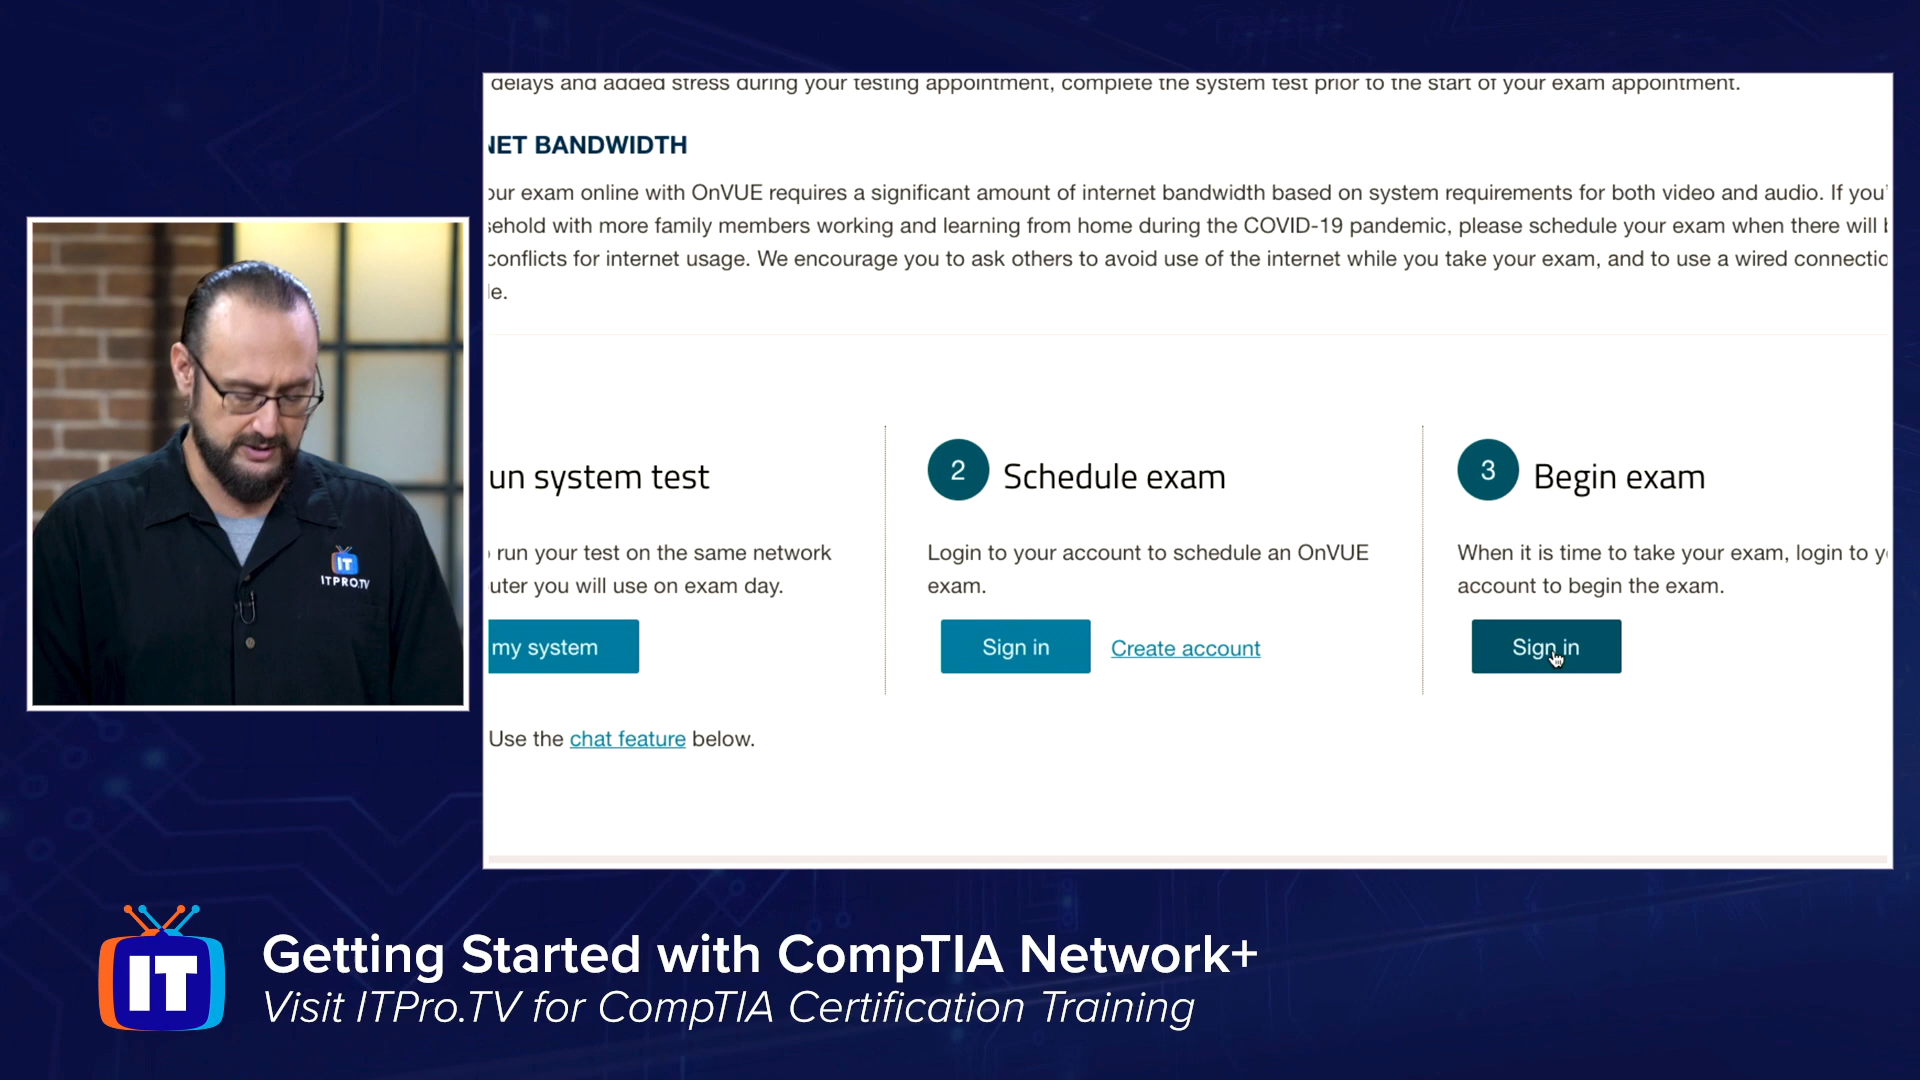 delays and added stress during your testing appointment, complete the system test prior to the start of your exam appointment.
NET BANDWIDTH
our exam online with OnVUE requires a significant amount of internet bandwidth based on system requirements for both video and audio. If you'
sehold with more family members working and learning from home during the COVID-19 pandemic, please schedule your exam when there will b
conflicts for internet usage. We encourage you to ask others to avoid use of the internet while you take your exam, and to use a wired connectio
le.
un system test
run your test on the same network
uter you will use on exam day.
my system
2 Schedule exam
Login to your account to schedule an OnVUE
exam.
Sign in Create account
3 Begin exam
When it is time to take your exam, login to y
account to begin the exam.
Sign in
Use the chat feature below.
IT
ITPRO.TV
IT
Getting Started with CompTIA Network+
Visit ITPro.TV for CompTIA Certification Training